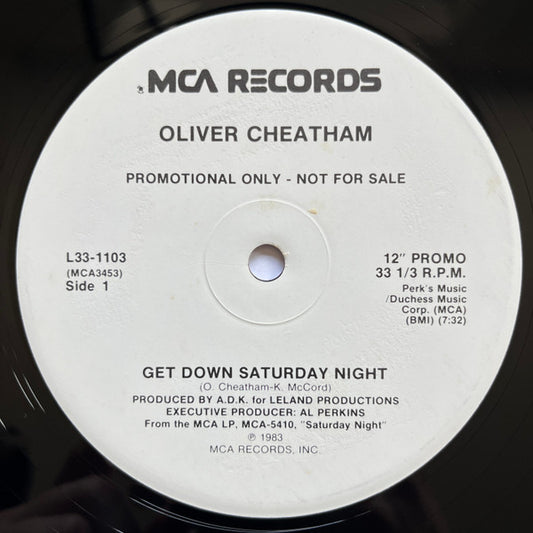 MCA RECORDS
OLIVER CHEATHAM
PROMOTIONAL ONLY - NOT FOR SALE
L33-1103
(MCA3453)
Side 1
12" PROMO
33 1/3 R.P.M.
Perk's Music
/Duchess Music
Corp. (MCA)
(BMI) (7:32)
GET DOWN SATURDAY NIGHT
(O. Cheatham-K. McCord)
PRODUCED BY A.D.K. for LELAND PRODUCTIONS
EXECUTIVE PRODUCER: AL PERKINS
From the MCA LP, MCA-5410, "Saturday Night"
℗ 1983
MCA RECORDS, INC.